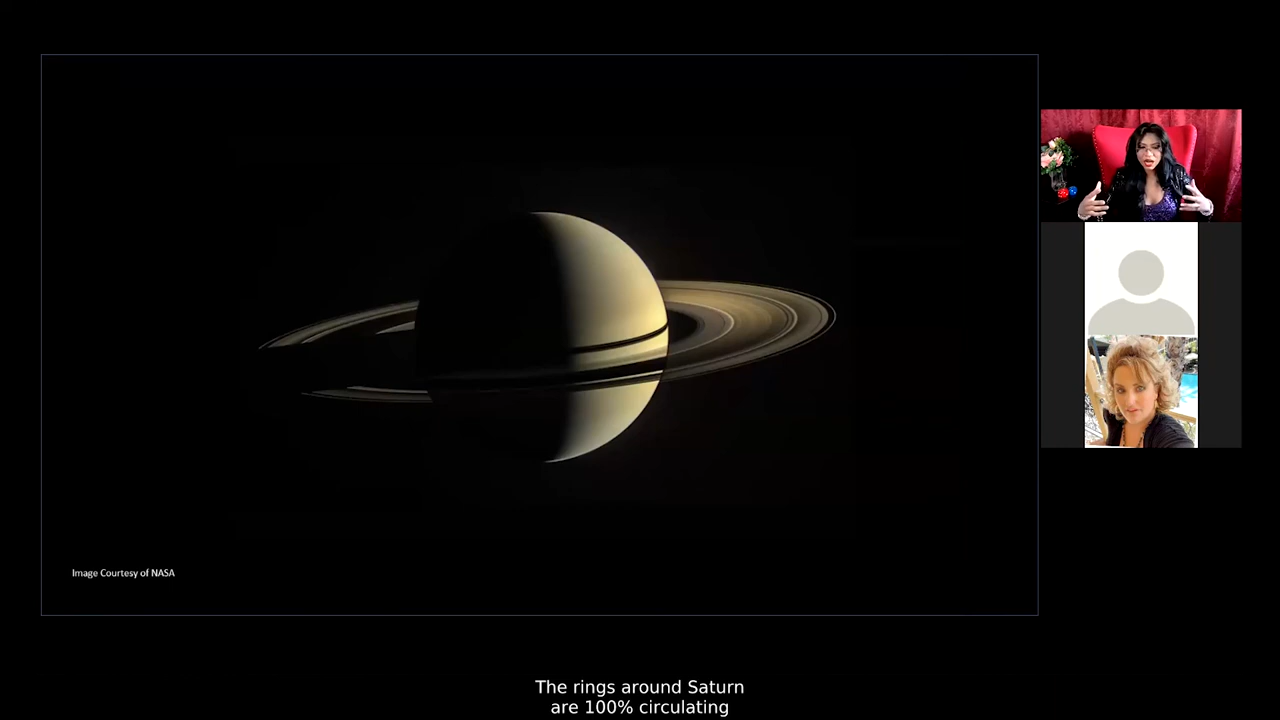 Image Courtesy of NASA
The rings around Saturn
are 100% circulating